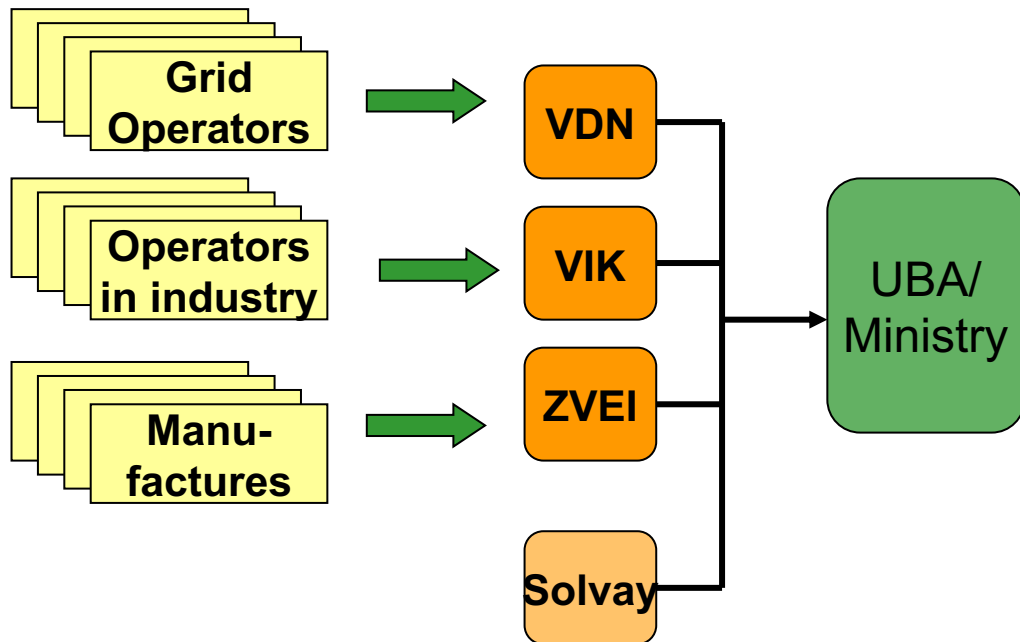 Grid
Operators
VDN
Operators
in industry
VIK
UBA/
Ministry
Manu-
factures
ZVEI
Solvay